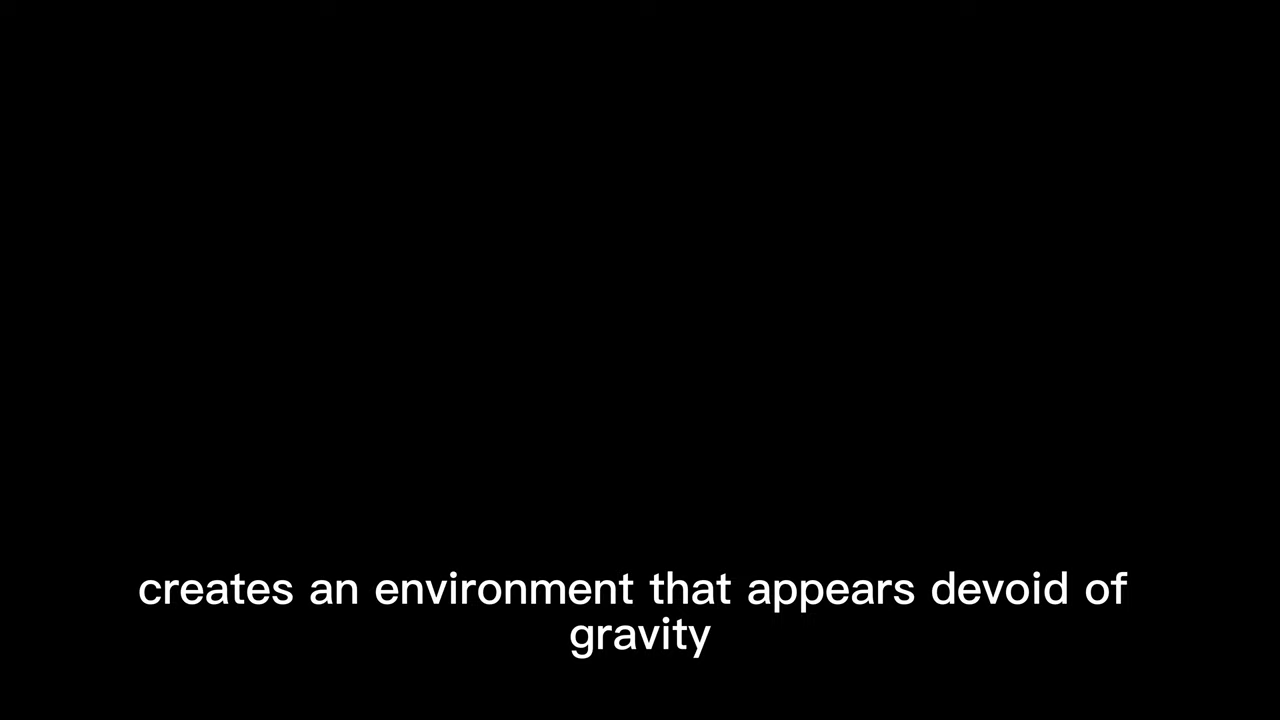 creates an environment that appears devoid of
gravity